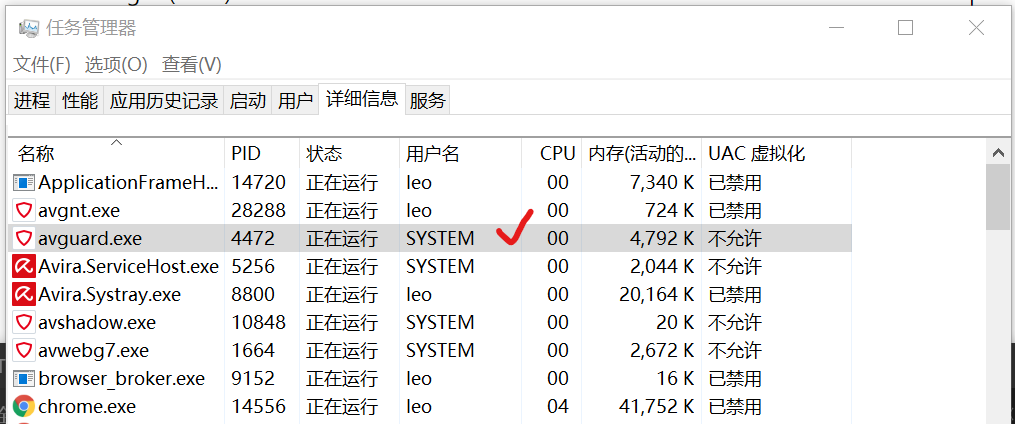 任务管理器
文件(F) 选项(O) 查看(V)
进程 性能 应用历史记录 启动 用户 详细信息 服务
名称 PID 状态 用户名 CPU 内存(活动的... UAC 虚拟化
ApplicationFrameH... 14720 正在运行 leo 00 7,340 K 已禁用
avgnt.exe 28288 正在运行 leo 00 724 K 已禁用
avguard.exe 4472 正在运行 SYSTEM 00 4,792 K 不允许
Avira.ServiceHost.exe 5256 正在运行 SYSTEM 00 2,044 K 不允许
Avira.Systray.exe 8800 正在运行 leo 00 20,164 K 已禁用
avshadow.exe 10848 正在运行 SYSTEM 00 20 K 不允许
avwebg7.exe 1664 正在运行 SYSTEM 00 2,672 K 不允许
browser_broker.exe 9152 正在运行 leo 00 16 K 已禁用
chrome.exe 14556 正在运行 leo 04 41,752 K 已禁用